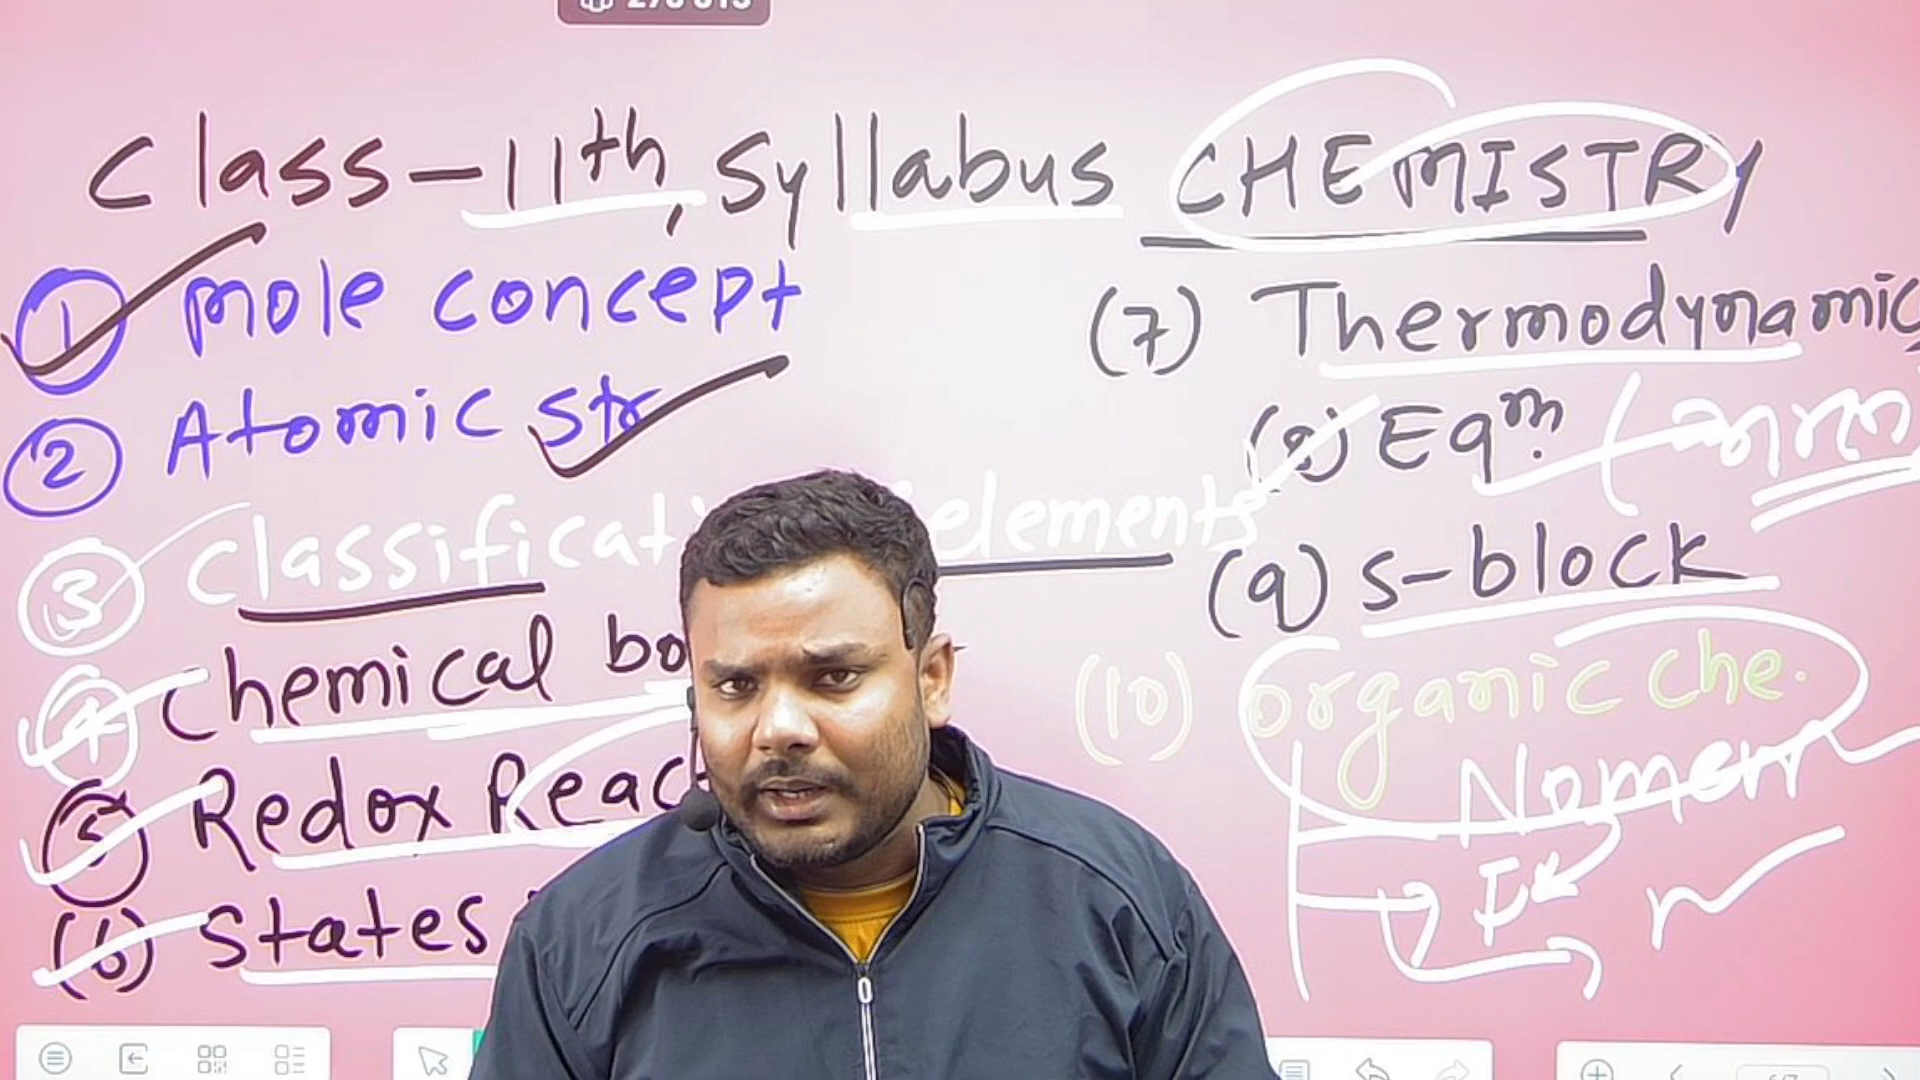 Class-11th, Syllabus CHEMISTRY
① Mole concept
② Atomic str
③ Classificati elements
④ Chemical bo
⑤ Redox Reac
(6) States
(7) Thermodynamic
(8) Eqm.
(9) s-block
(10) organic che.